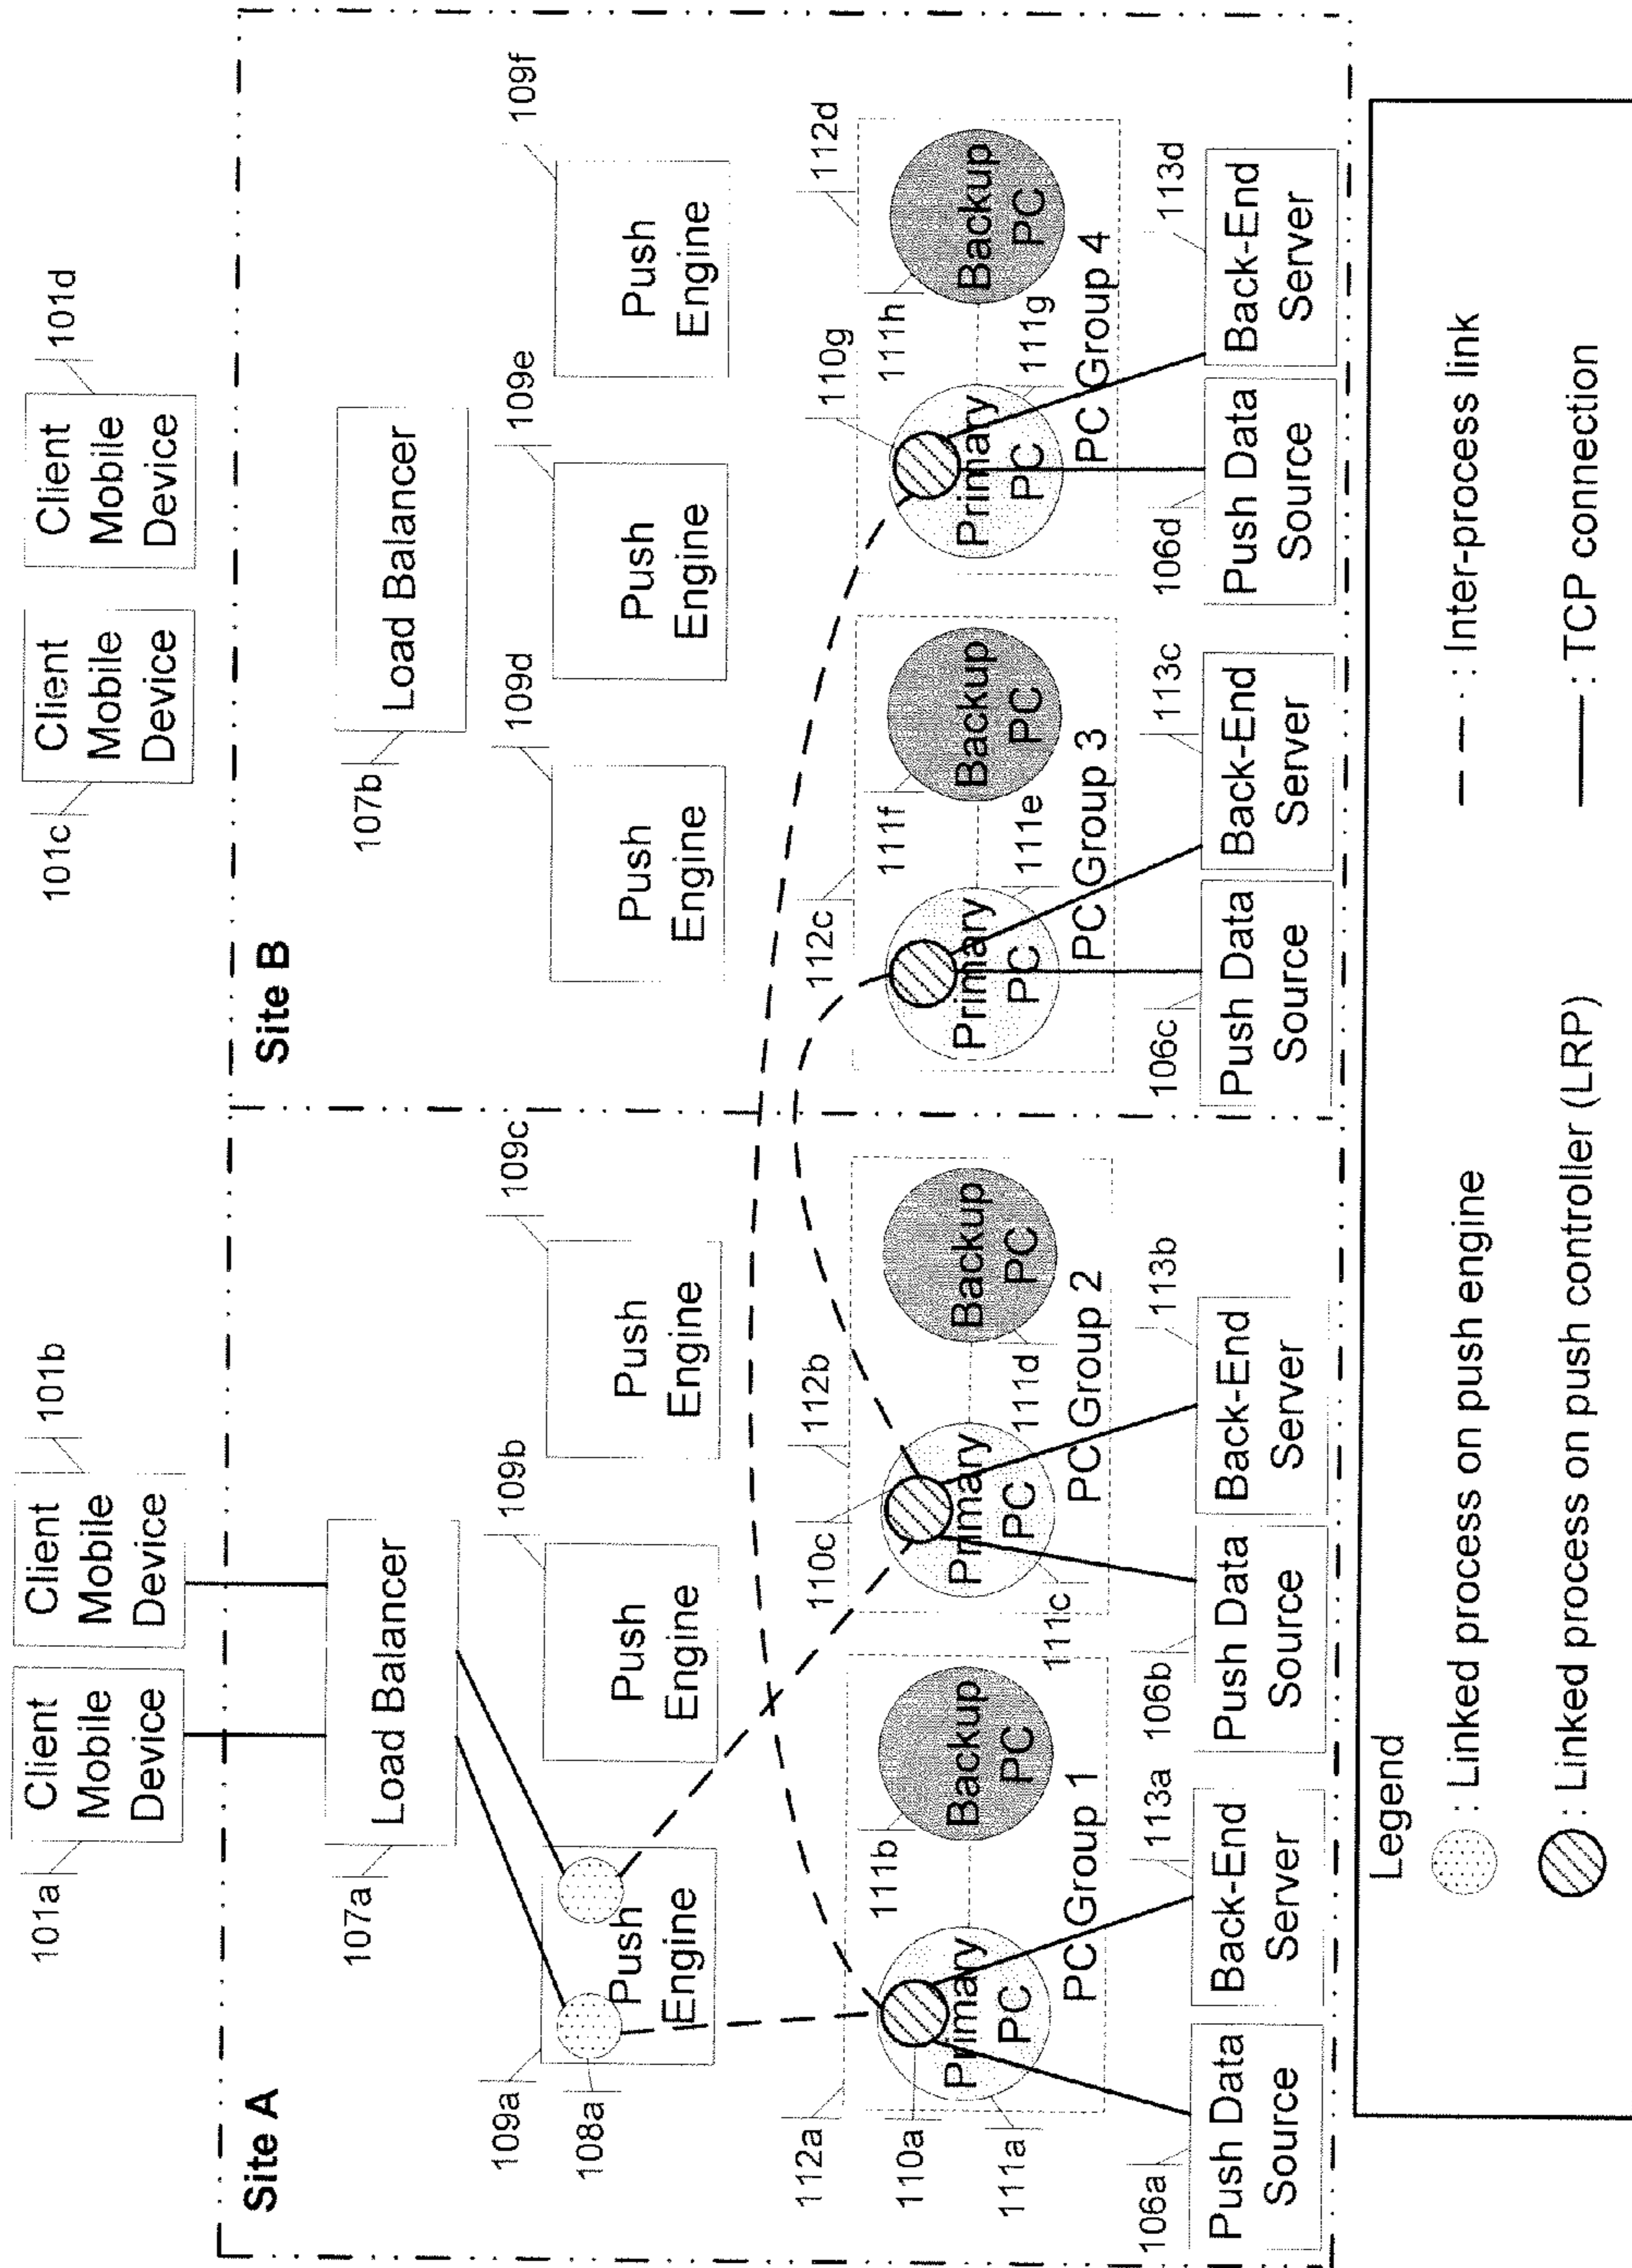 101a
Client
Mobile
Device
Client
Mobile
Device
101b
101c
Client
Mobile
Device
Client
Mobile
Device
101d
Site A
Site B
107a
Load Balancer
107b
Load Balancer
109a
108a
Push
Engine
109b
Push
Engine
109c
Push
Engine
109d
Push
Engine
109e
Push
Engine
109f
Push
Engine
112a
110a
111a
Primary
PC
111b
Backup
PC
PC Group 1
112b
110c
111c
Primary
PC
111d
Backup
PC
PC Group 2
112c
Primary
PC
111e
111f
Backup
PC
PC Group 3
112d
110g
Primary
PC
111g
111h
Backup
PC
PC Group 4
106a
Push Data
Source
113a
Back-End
Server
106b
Push Data
Source
113b
Back-End
Server
106c
Push Data
Source
113c
Back-End
Server
106d
Push Data
Source
113d
Back-End
Server
Legend
: Linked process on push engine
: Inter-process link
: Linked process on push controller (LRP)
: TCP connection